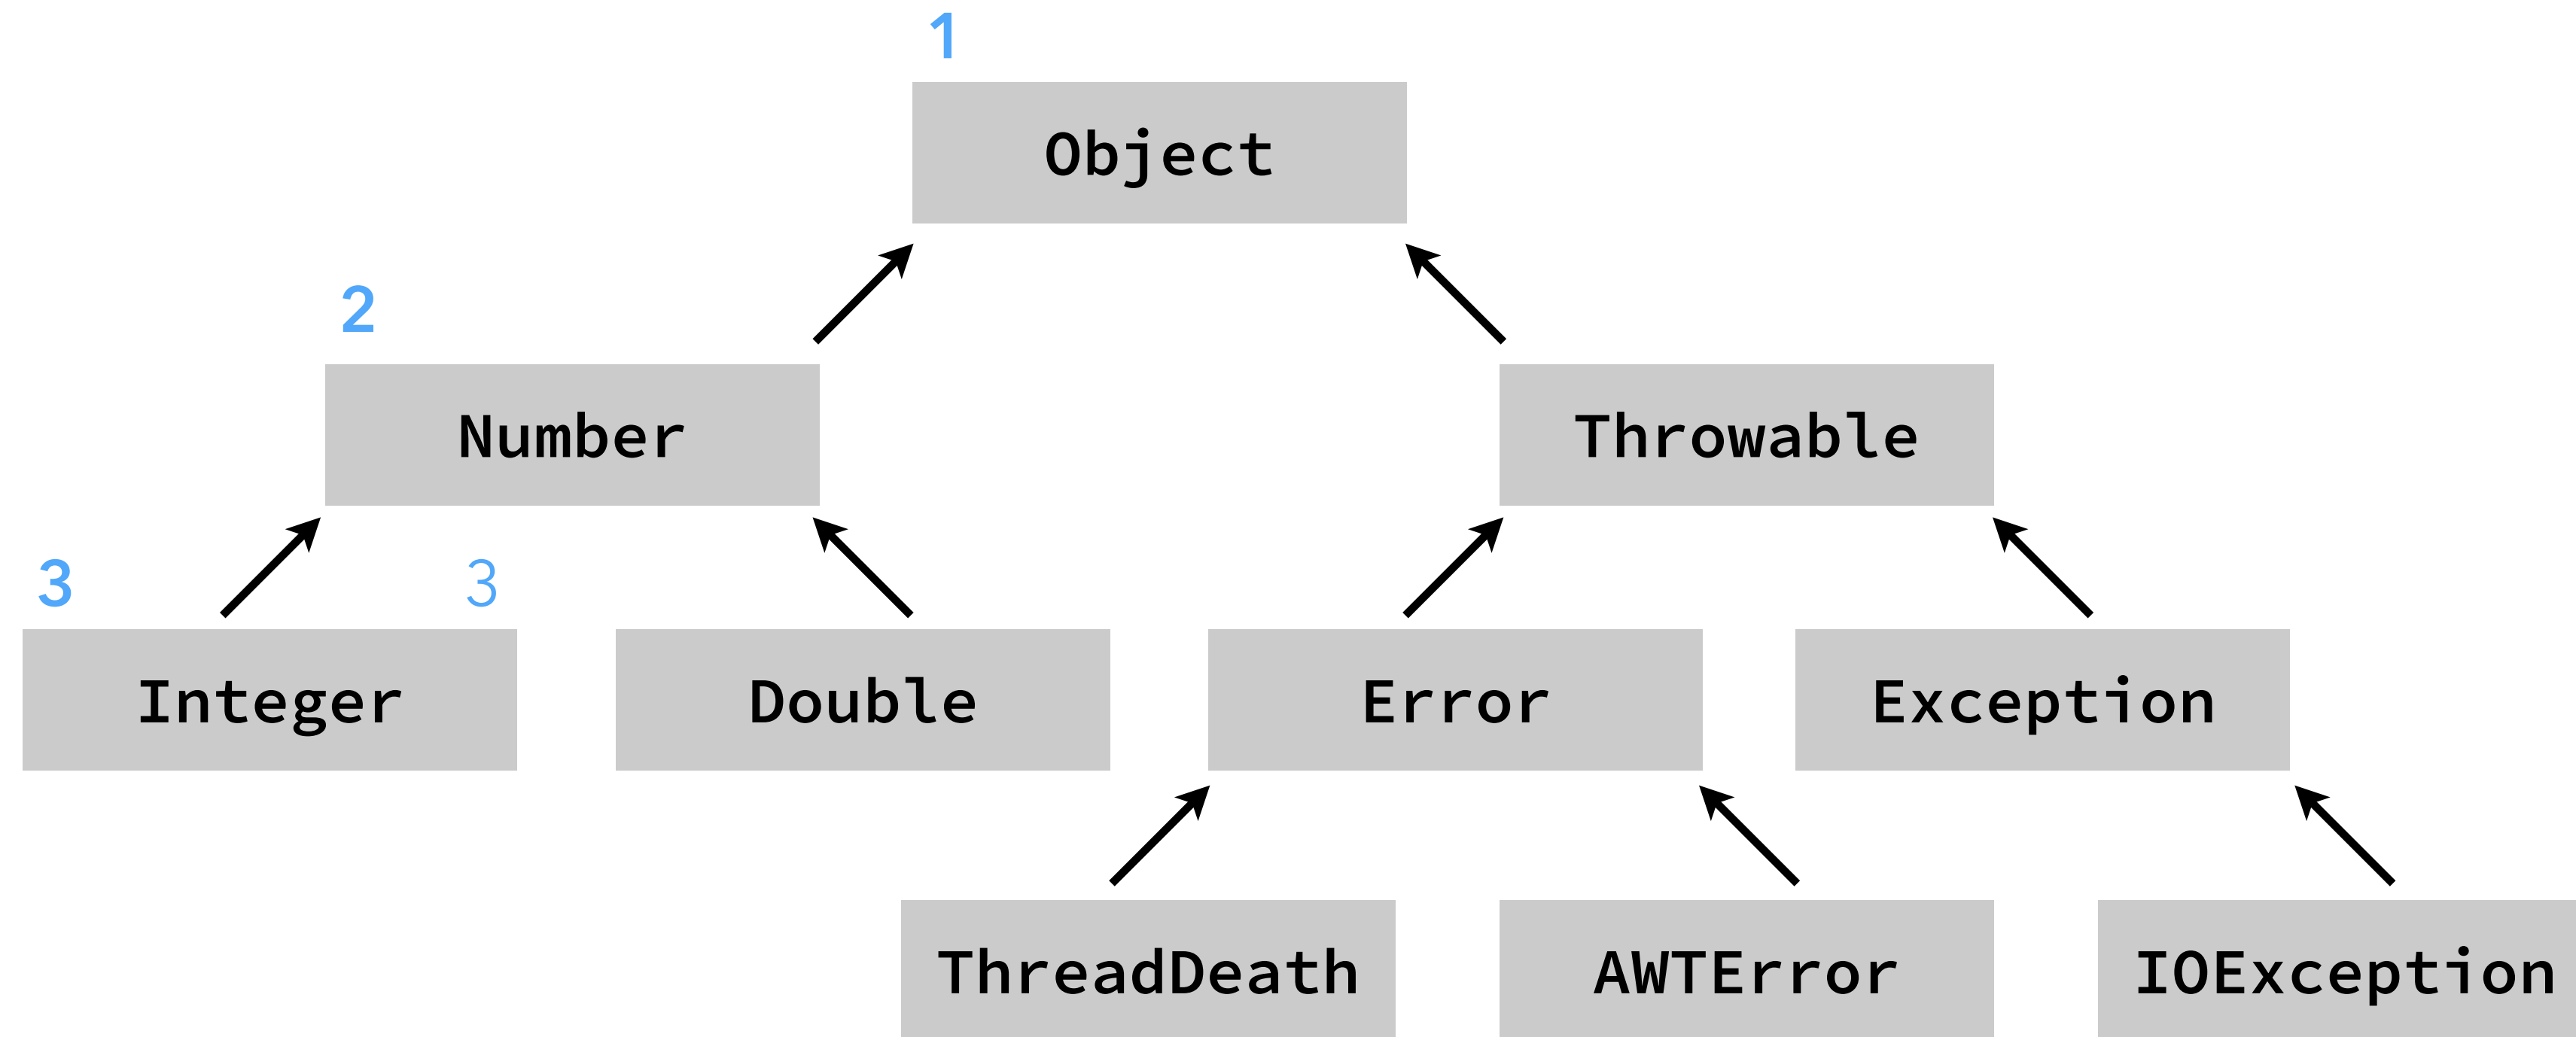 1
Object
2
Number
Throwable
3
3
Integer
Double
Error
Exception
ThreadDeath
AWTError
IOException